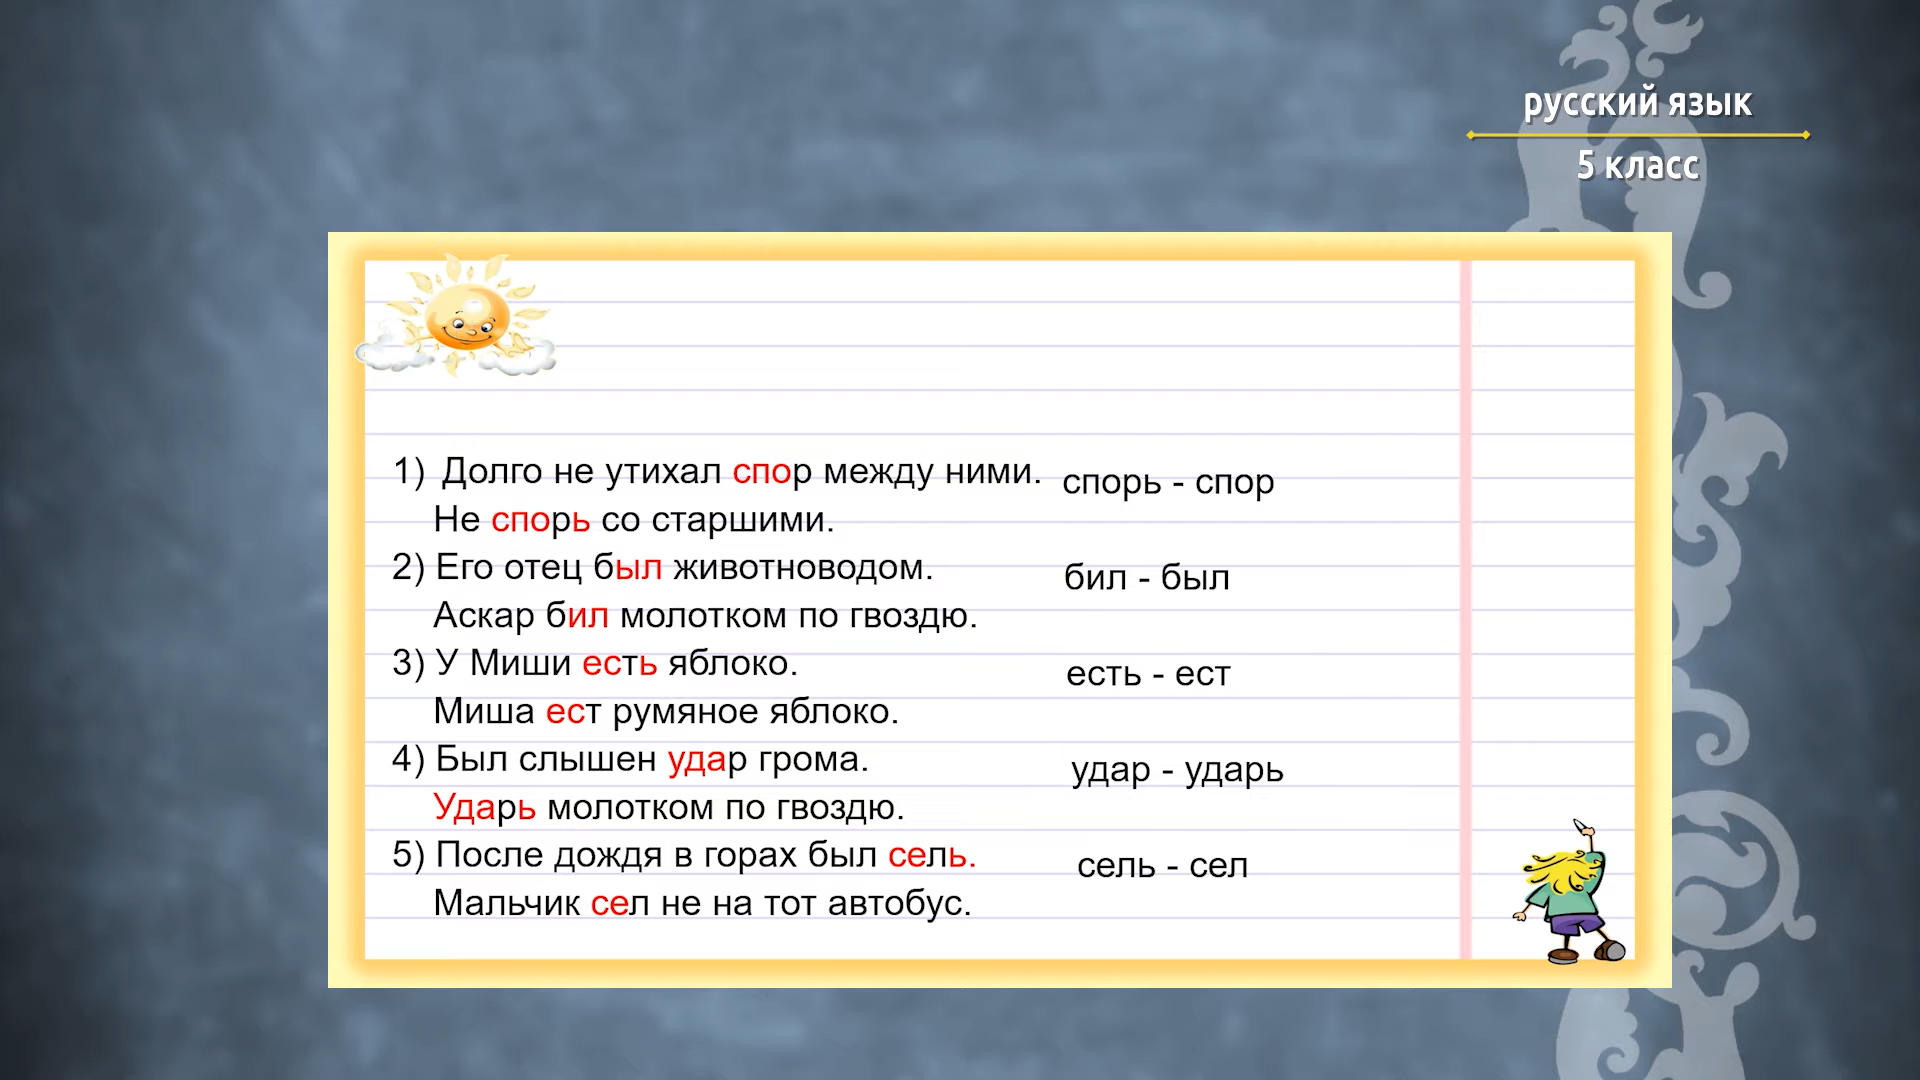 русский язык
5 класс
1) Долго не утихал спор между ними. спорь - спор
Не спорь со старшими.
2) Его отец был животноводом. бил - был
Аскар бил молотком по гвоздю.
3) У Миши есть яблоко. есть - ест
Миша ест румяное яблоко.
4) Был слышен удар грома. удар - ударь
Ударь молотком по гвоздю.
5) После дождя в горах был сель. сель - сел
Мальчик сел не на тот автобус.